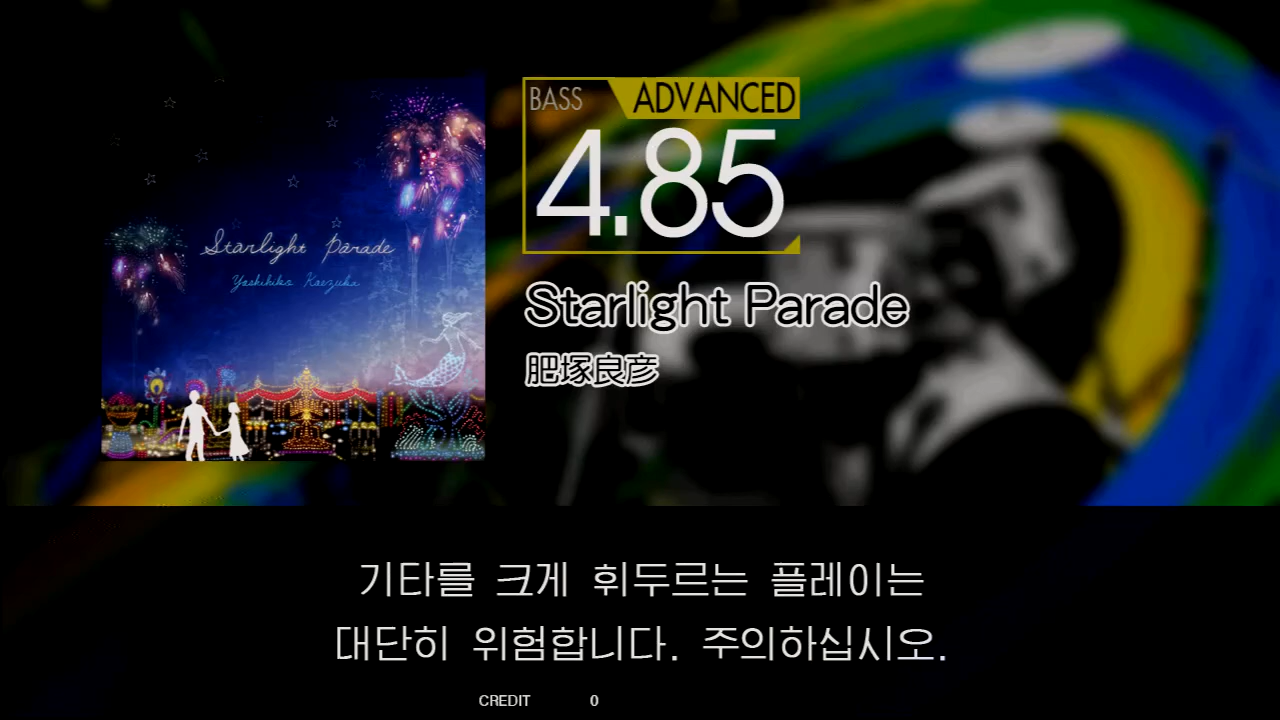 BASS ADVANCED
4.85
Starlight Parade
Yoshihiko Koezuka
Starlight Parade
肥塚良彦
기타를 크게 휘두르는 플레이는
대단히 위험합니다. 주의하십시오.
CREDIT 0